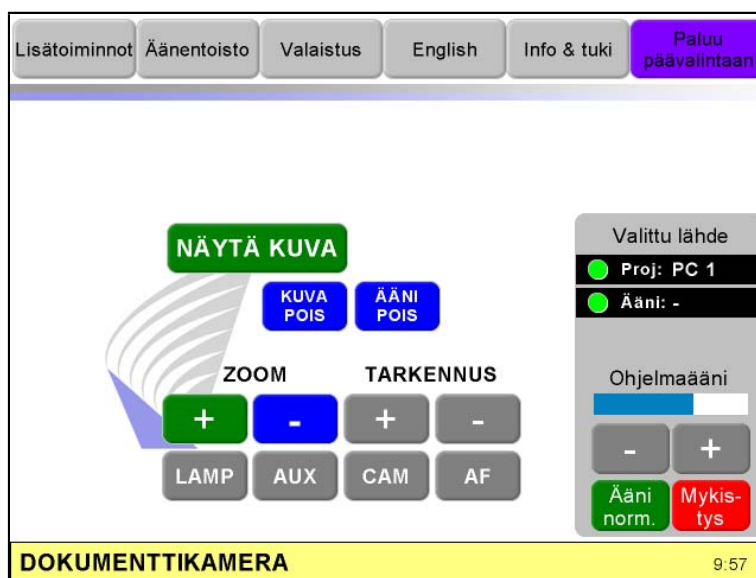 Lisätoiminnot Äänentoisto Valaistus English Info & tuki Paluu
päävalintaan
NÄYTÄ KUVA
KUVA
POIS
ÄÄNI
POIS
ZOOM TARKENNUS
+ - + -
LAMP AUX CAM AF
Valittu lähde
Proj: PC 1
Ääni: -
Ohjelmaääni
- +
Ääni
norm.
Mykis-
tys
DOKUMENTTIKAMERA 9:57